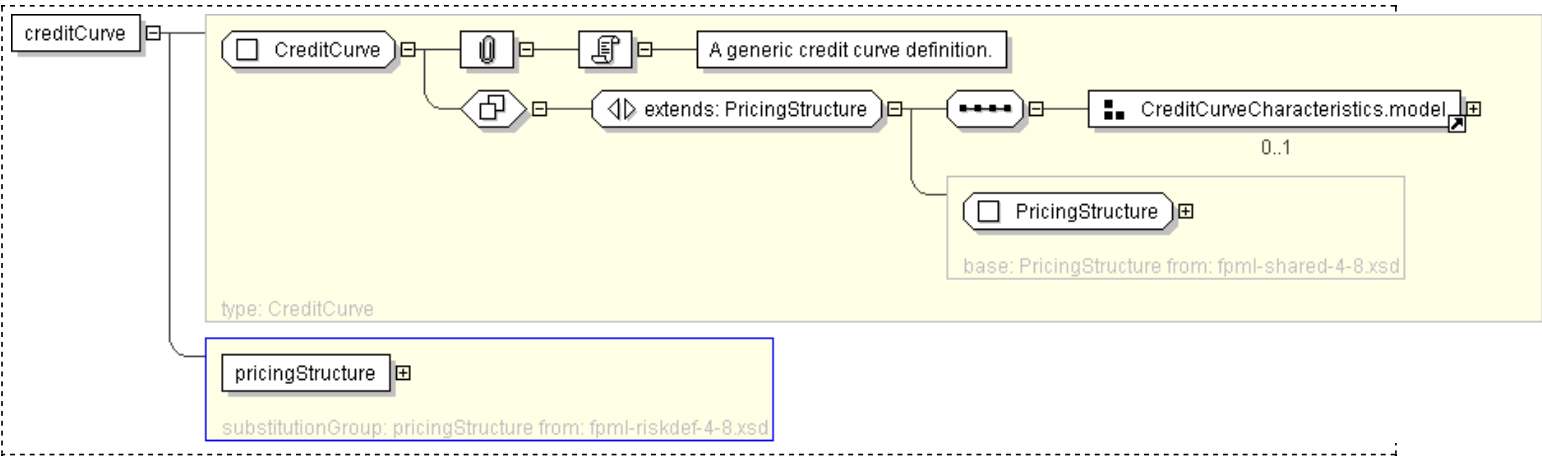 creditCurve
CreditCurve
A generic credit curve definition.
extends: PricingStructure
CreditCurveCharacteristics.model
0..1
PricingStructure
base: PricingStructure from: fpml-shared-4-8.xsd
type: CreditCurve
pricingStructure
substitutionGroup: pricingStructure from: fpml-riskdef-4-8.xsd